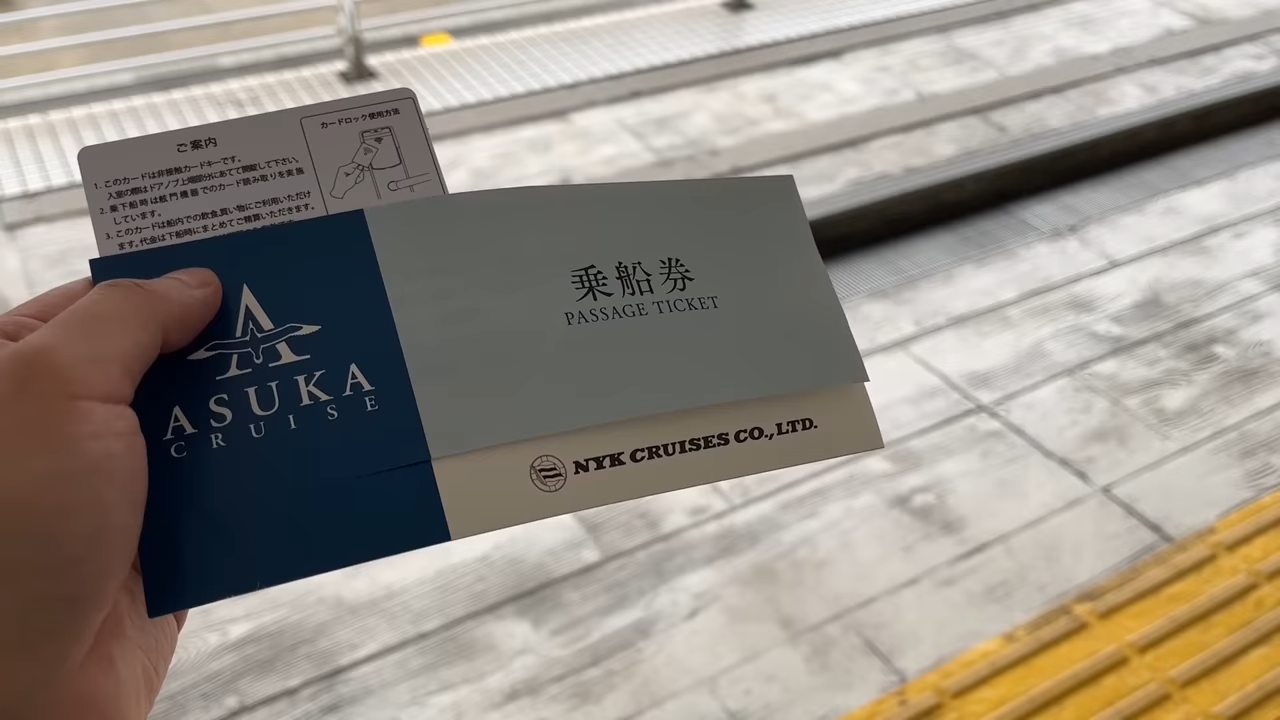 ご案内
カードロック使用方法
1. このカードは非接触カードキーです。
入室の際はドアノブ上端部分にあてて開錠して下さい。
2. 乗下船時は舷門機器でのカード読み取りを実施
しています。
3. このカードは船内での飲食、買い物にご利用いただけ
ます。代金は下船時にまとめてご精算いただきます。
乗船券
PASSAGE TICKET
A
ASUKA
CRUISE
NYK CRUISES CO., LTD.